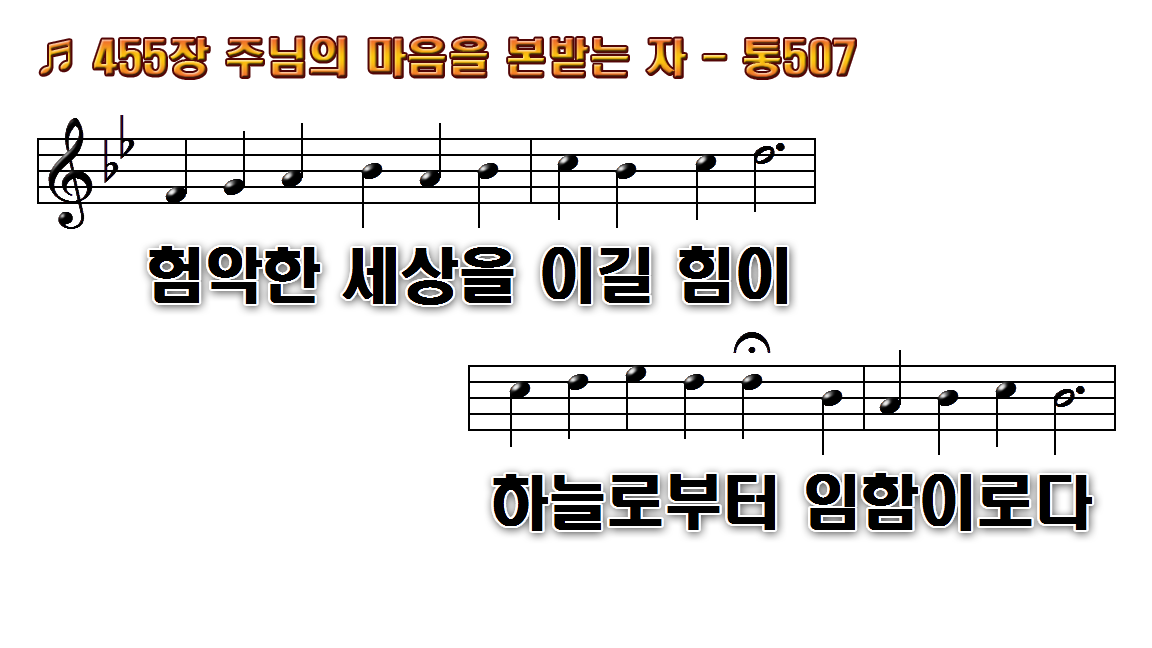 ♬ 455장 주님의 마음을 본받는 자 - 통507
험악한 세상을 이길 힘이
하늘로부터 임함이로다